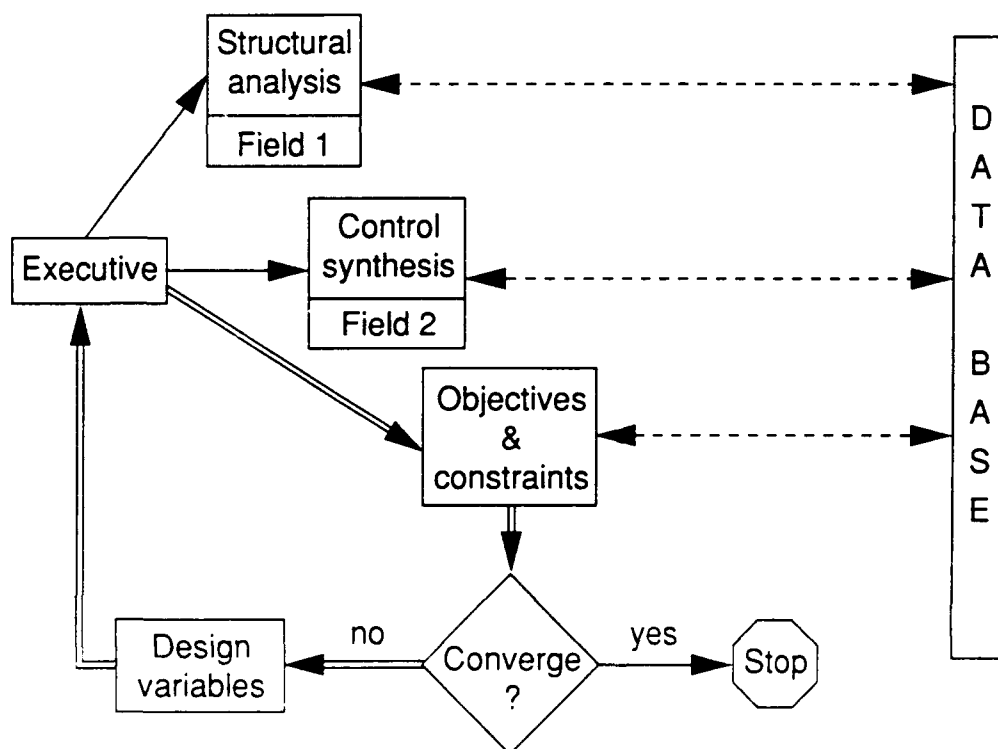 Structural
analysis
Field 1
Executive
Control
synthesis
Field 2
Objectives
&
constraints
Converge
?
no
yes
Design
variables
Stop
D
A
T
A
B
A
S
E